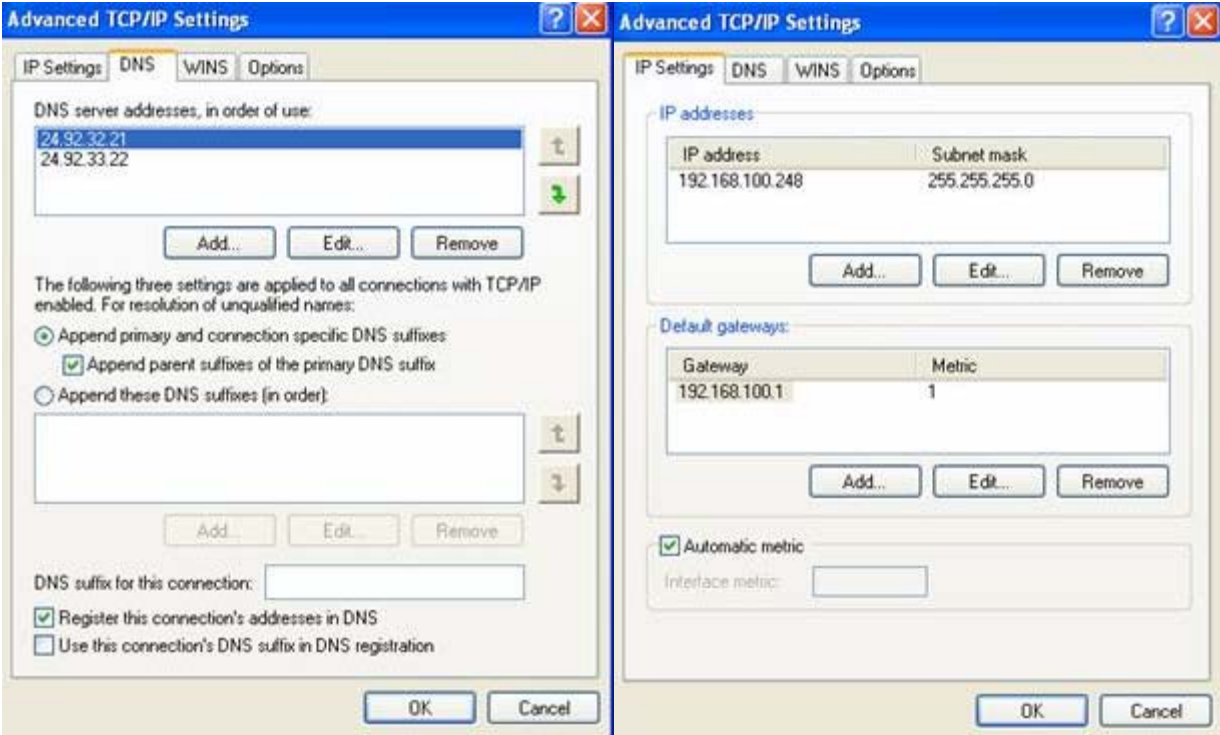 Advanced TCP/IP Settings
IP Settings DNS WINS Options
DNS server addresses, in order of use:
24.92.32.21
24.92.33.22
Add... Edit... Remove
The following three settings are applied to all connections with TCP/IP
enabled. For resolution of unqualified names:
Append primary and connection specific DNS suffixes
Append parent suffixes of the primary DNS suffix
Append these DNS suffixes (in order):
Add... Edit... Remove
DNS suffix for this connection:
Register this connection's addresses in DNS
Use this connection's DNS suffix in DNS registration
OK Cancel
Advanced TCP/IP Settings
IP Settings DNS WINS Options
IP addresses
IP address Subnet mask
192.168.100.248 255.255.255.0
Add... Edit... Remove
Default gateways:
Gateway Metric
192.168.100.1 1
Add... Edit... Remove
Automatic metric
Interface metric:
OK Cancel